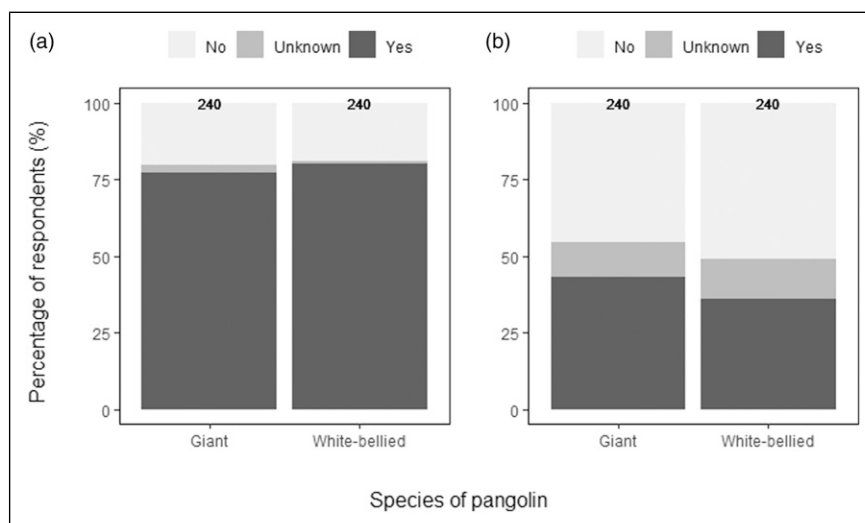 (a)
No Unknown Yes
Percentage of respondents (%)
100
75
50
25
0
240 240
Giant White-bellied
(b)
No Unknown Yes
100
75
50
25
0
240 240
Giant White-bellied
Species of pangolin